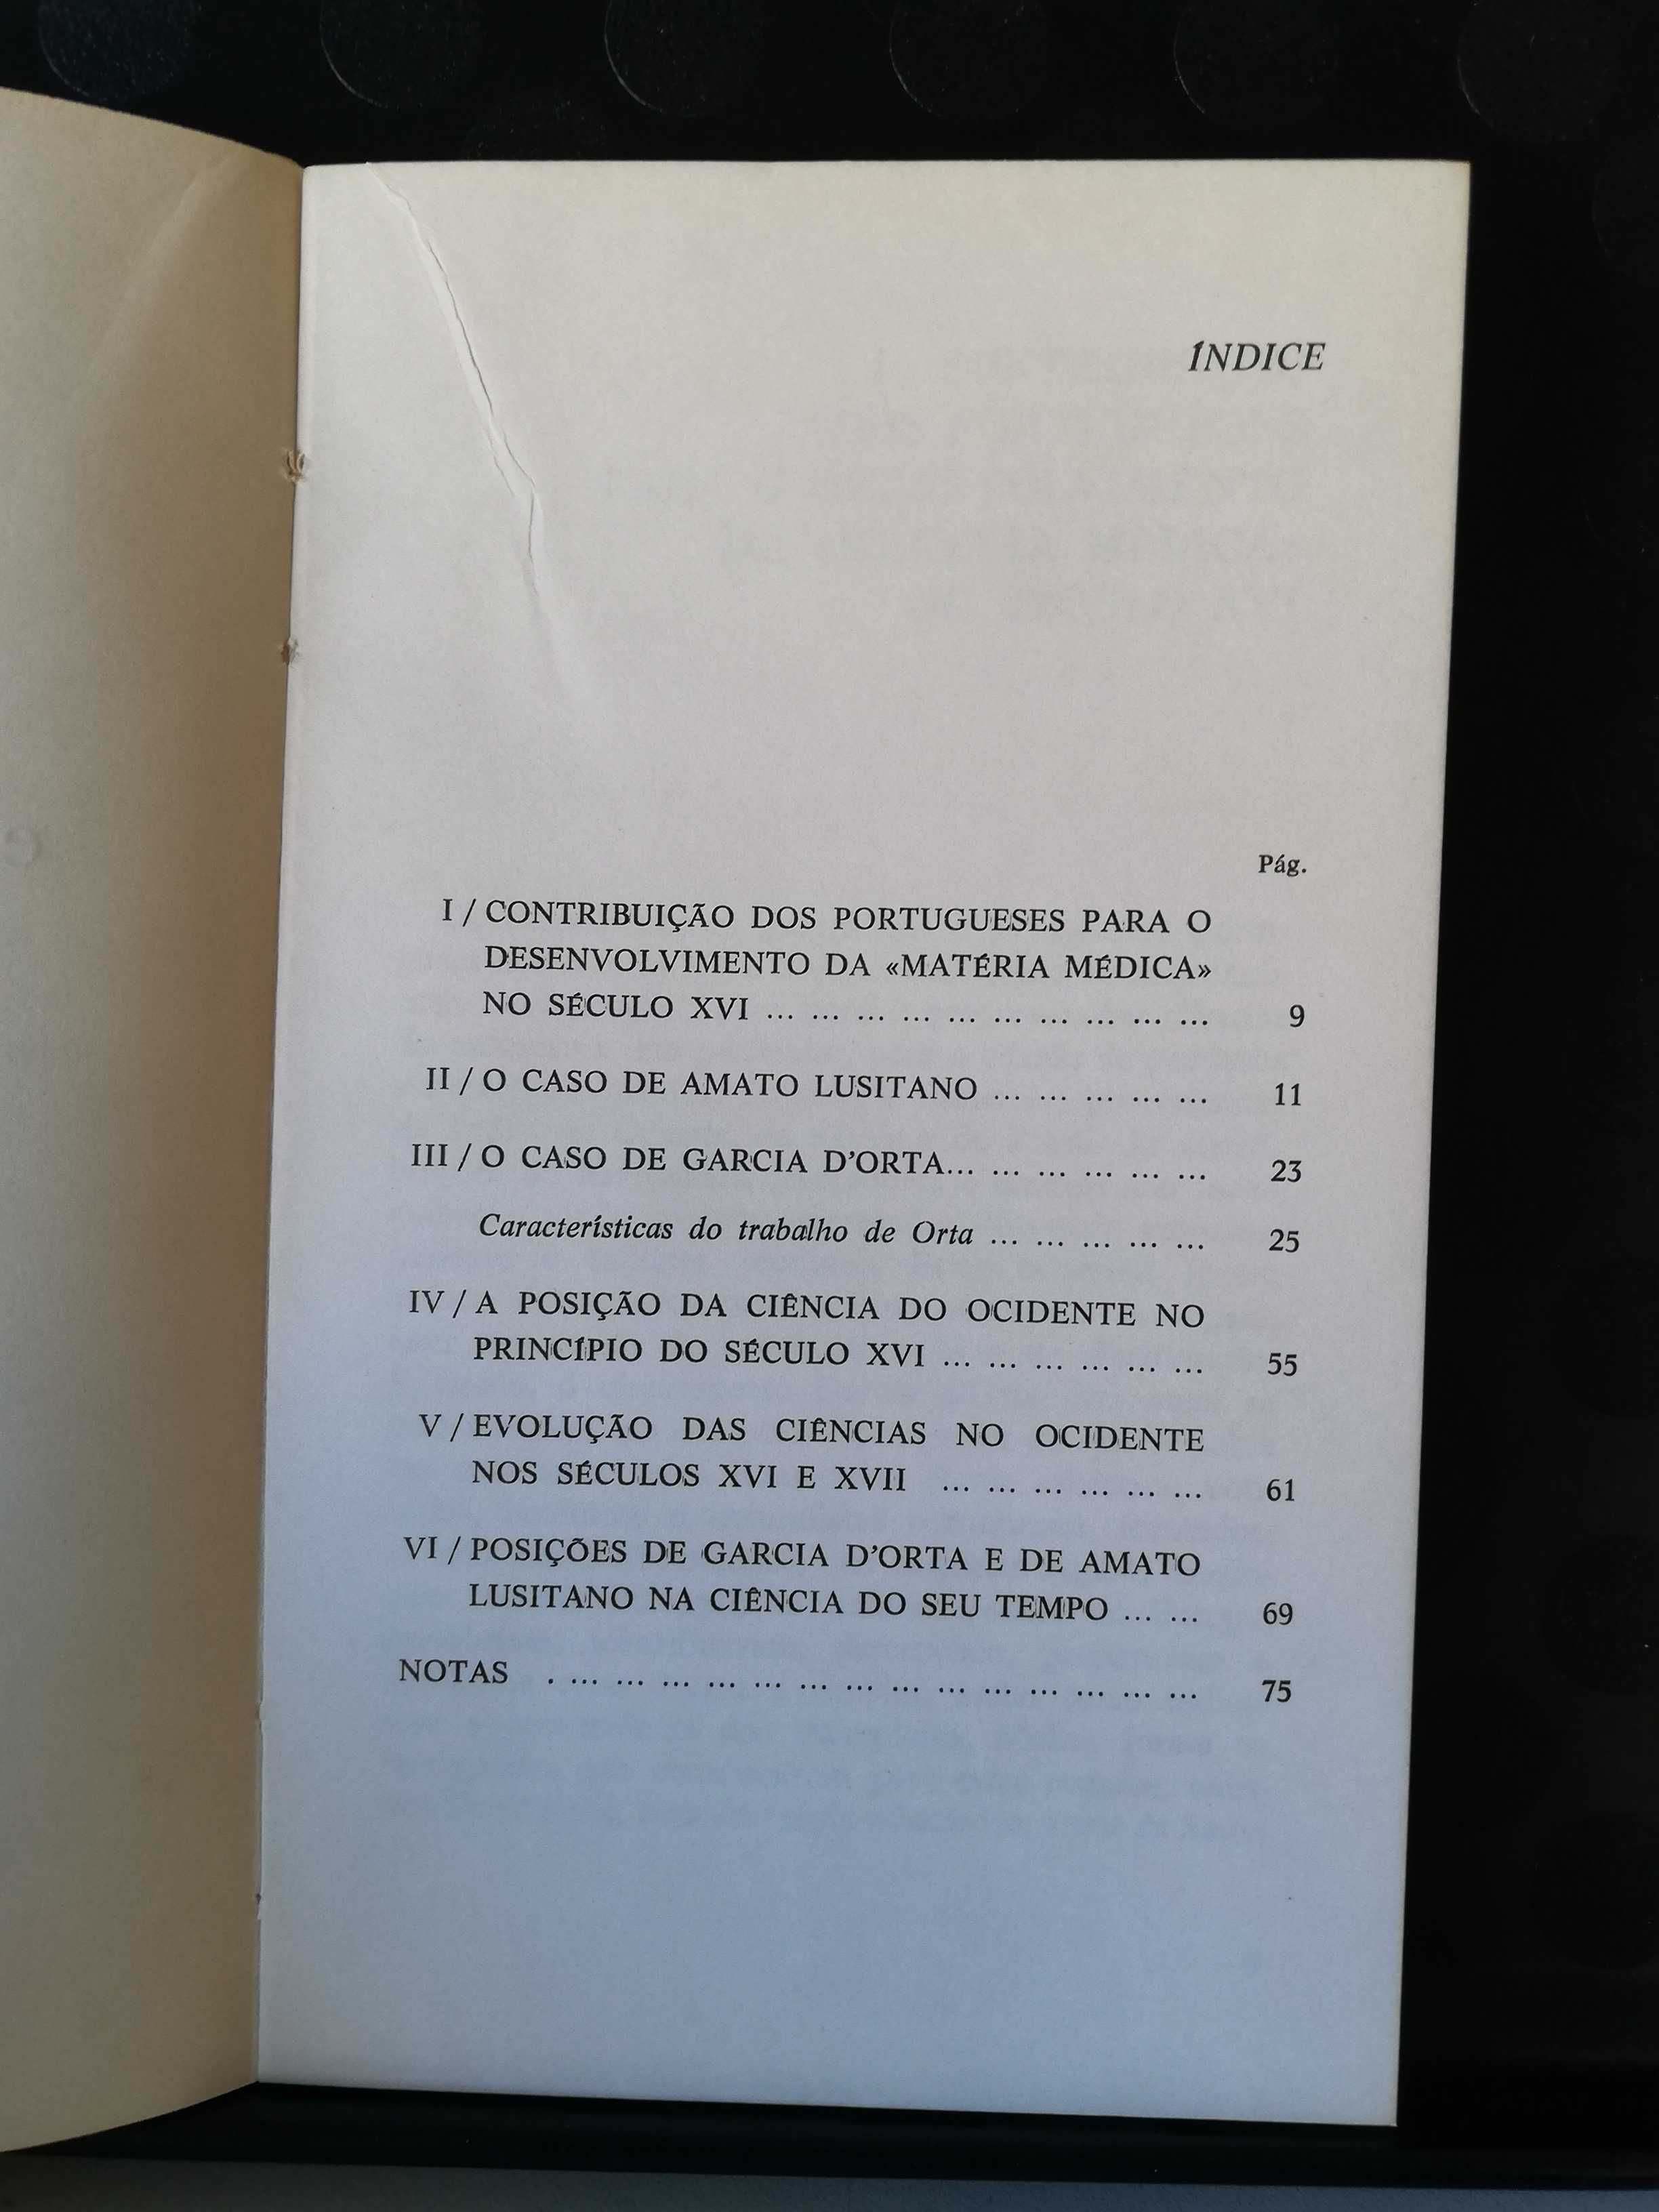 ÍNDICE
Pág.
I / CONTRIBUIÇÃO DOS PORTUGUESES PARA O
DESENVOLVIMENTO DA «MATÉRIA MÉDICA»
NO SÉCULO XVI ... ... ... ... ... ... ... ... ... ... 9
II / O CASO DE AMATO LUSITANO ... ... ... ... ... 11
III / O CASO DE GARCIA D'ORTA... ... ... ... ... ... 23
Características do trabalho de Orta ... ... ... ... ... 25
IV / A POSIÇÃO DA CIÊNCIA DO OCIDENTE NO
PRINCÍPIO DO SÉCULO XVI ... ... ... ... ... ... 55
V / EVOLUÇÃO DAS CIÊNCIAS NO OCIDENTE
NOS SÉCULOS XVI E XVII ... ... ... ... ... ... 61
VI / POSIÇÕES DE GARCIA D'ORTA E DE AMATO
LUSITANO NA CIÊNCIA DO SEU TEMPO ... ... 69
NOTAS . ... ... ... ... ... ... ... ... ... ... ... ... ... ... 75